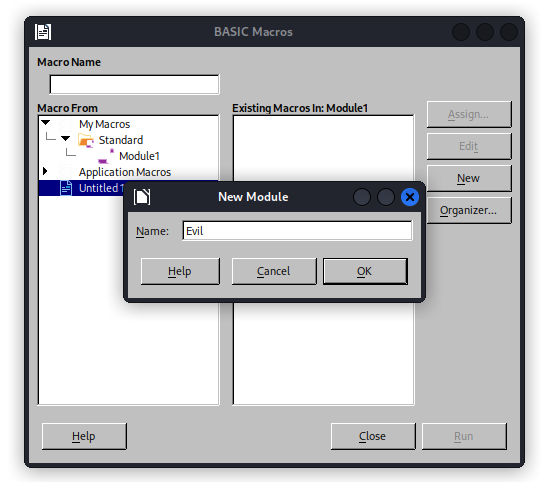 BASIC Macros
Macro Name
Macro From
Existing Macros In: Module1
My Macros
Standard
Module1
Application Macros
Untitled 1
Assign...
Edit
New
Organizer...
New Module
Name:
Evil
Help
Cancel
OK
Help
Close
Run